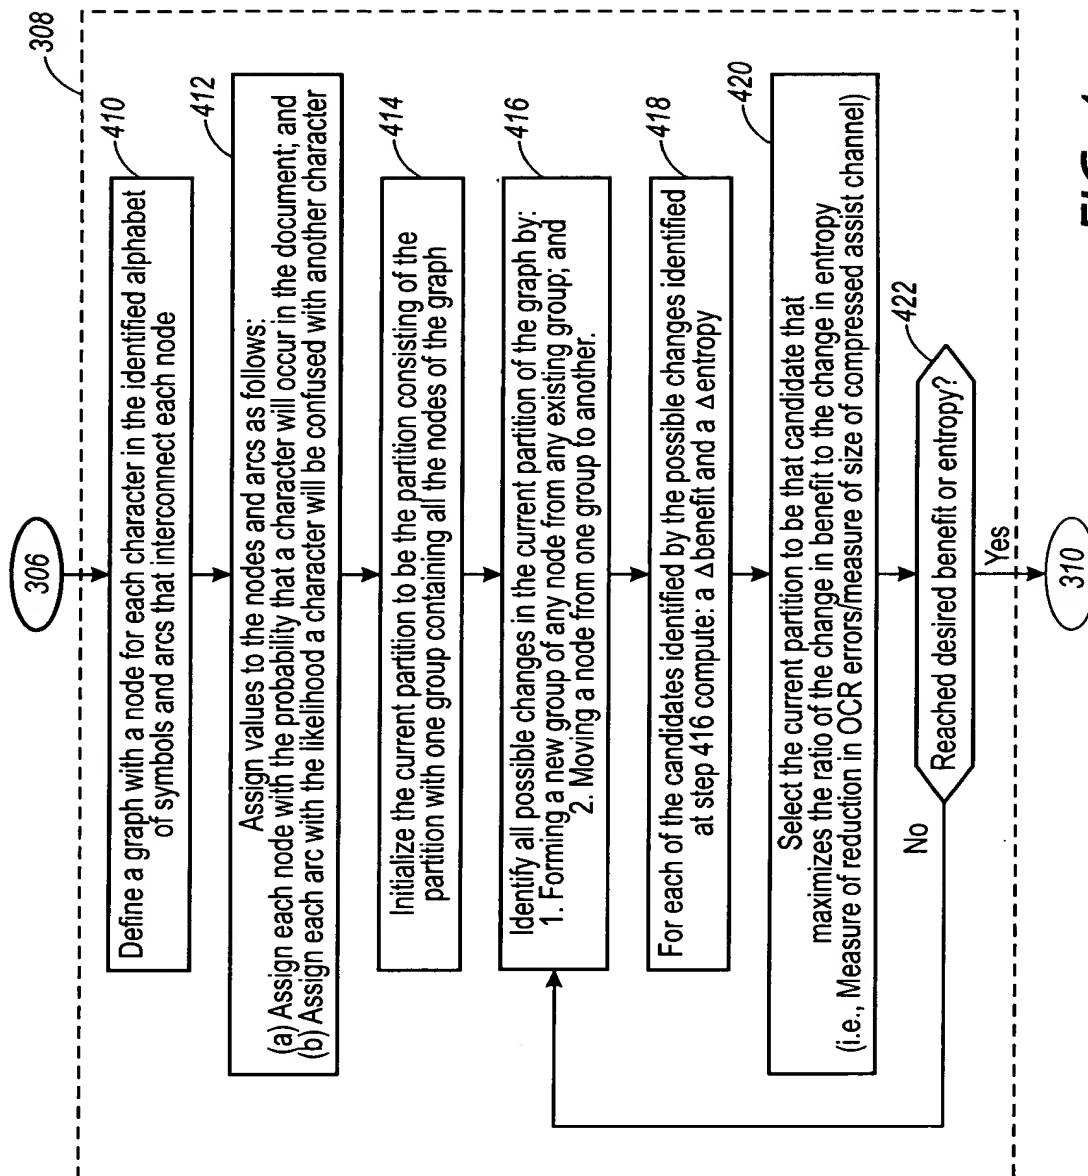 308
306
410
Define a graph with a node for each character in the identified alphabet
of symbols and arcs that interconnect each node
412
Assign values to the nodes and arcs as follows:
(a) Assign each node with the probability that a character will occur in the document; and
(b) Assign each arc with the likelihood a character will be confused with another character
414
Initialize the current partition to be the partition consisting of the
partition with one group containing all the nodes of the graph
416
Identify all possible changes in the current partition of the graph by:
1. Forming a new group of any node from any existing group; and
2. Moving a node from one group to another.
418
For each of the candidates identified by the possible changes identified
at step 416 compute: a Δbenefit and a Δentropy
420
Select the current partition to be that candidate that
maximizes the ratio of the change in benefit to the change in entropy
(i.e., Measure of reduction in OCR errors/measure of size of compressed assist channel)
422
Reached desired benefit or entropy?
No
Yes
310